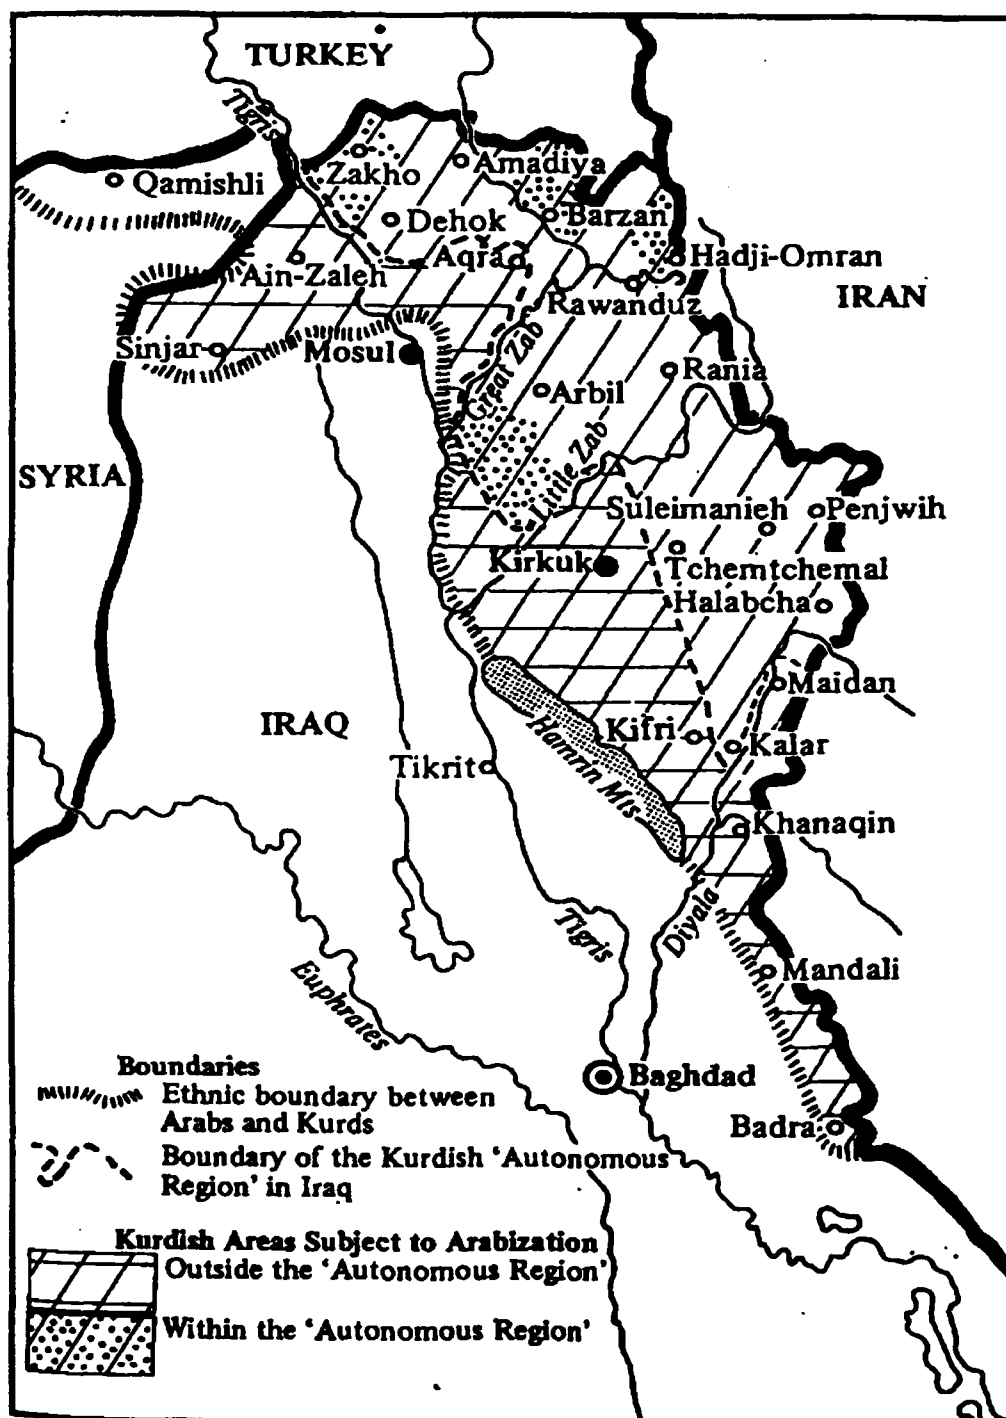 TURKEY
Tigris
Zakho
Amadiya
Qamishli
Dehok
Barzan
Aqra
Hadji-Omran
Ain-Zaleh
Rawanduz
IRAN
Sinjar
Mosul
Great Zab
Rania
Arbil
Little Zab
SYRIA
Suleimanieh
Penjwih
Kirkuk
Tchemtchemal
Halabcha
Maidan
IRAQ
Hamrin Mts
Kifri
Kalar
Tikrit
Khanaqin
Tigris
Diyala
Mandali
Euphrates
Baghdad
Badra
Boundaries
Ethnic boundary between
Arabs and Kurds
Boundary of the Kurdish ‘Autonomous
Region’ in Iraq
Kurdish Areas Subject to Arabization
Outside the ‘Autonomous Region’
Within the ‘Autonomous Region’